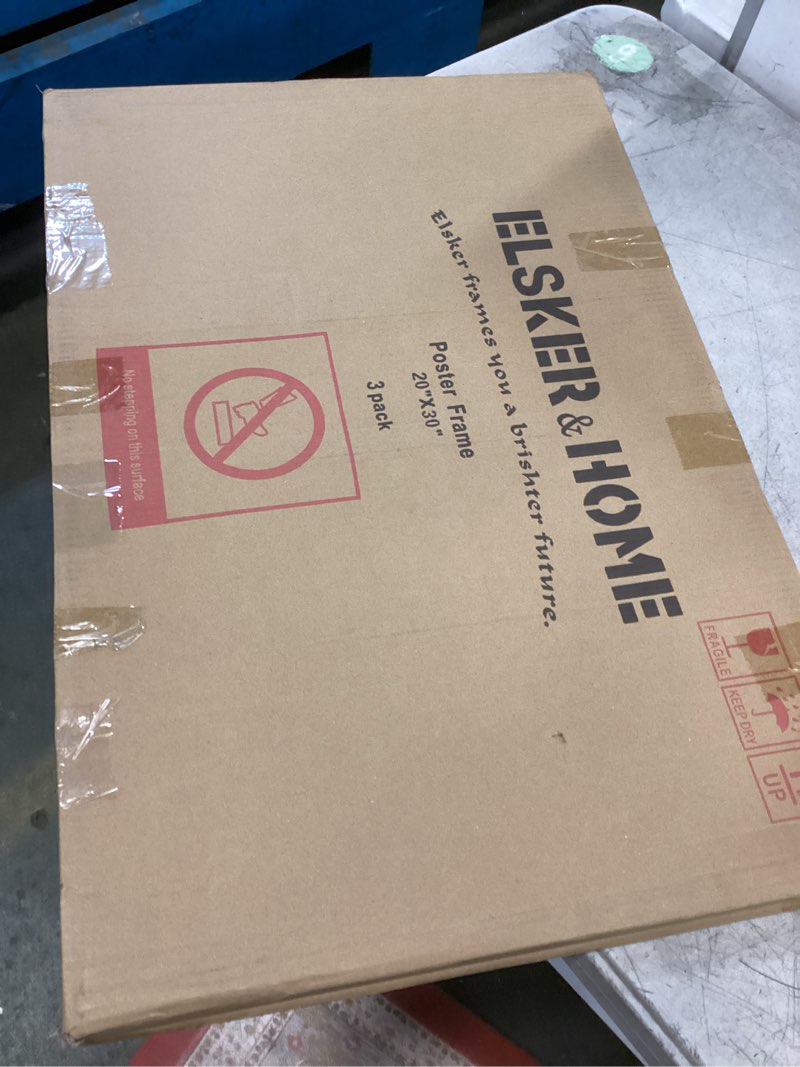 ELSKER & HOME
Elsker frames you a brishter future.
Poster Frame
20"X30"
3 pack
No stepping on this surface
FRAGILE
KEEP DRY
UP